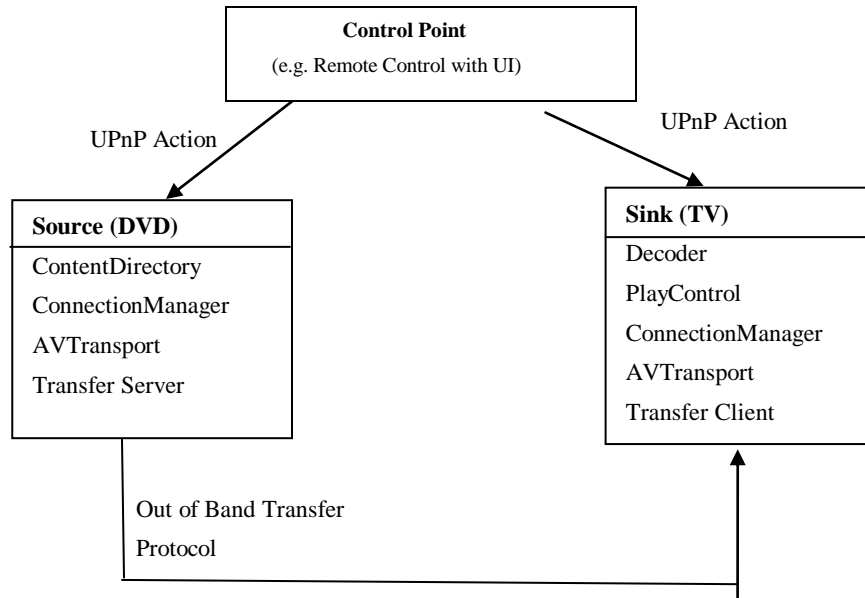 Control Point
(e.g. Remote Control with UI)
UPnP Action
UPnP Action
Source (DVD)
ContentDirectory
ConnectionManager
AVTransport
Transfer Server
Sink (TV)
Decoder
PlayControl
ConnectionManager
AVTransport
Transfer Client
Out of Band Transfer
Protocol